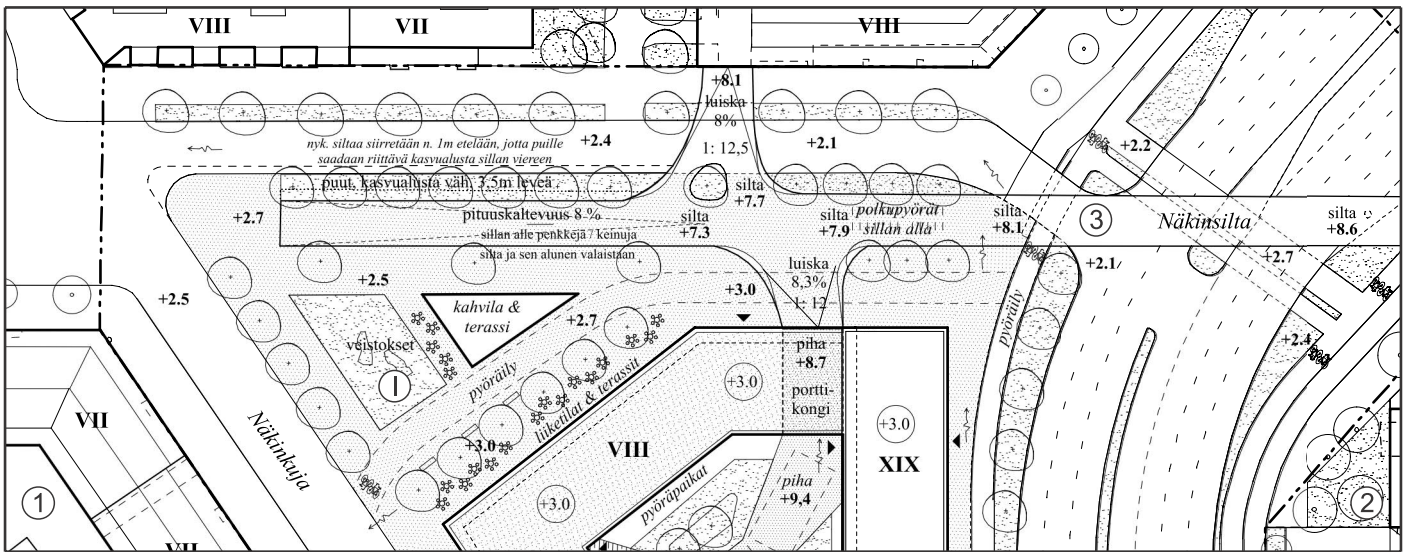 VIII
VII
VIII
+8.1
luiska
8%
1: 12,5
nyk. siltaa siirretään n. 1m etelään, jotta puille
saadaan riittävä kasvualusta sillan viereen
+2.4
+2.1
+2.2
puut, kasvualusta väh. 3.5m leveä
silta
+7.7
+2.7
pituuskaltevuus 8 %
silta
+7.3
silta
+7.9
polkupyörät
sillan alla
silta
+8.1
3
Näkinsilta
silta
+8.6
sillan alle penkkejä / keinuja
silta ja sen alunen valaistaan
+2.5
+2.5
luiska
8,3%
1: 12
+2.1
+2.7
kahvila &
terassi
+3.0
+2.7
veistokset
I
pyöräily
pyöräily
piha
+8.7
portti-
kongi
+2.4
+3.0
+3.0
liiketilat & terassit
VII
Näkinkuja
+3.0
VIII
XIX
pyöräpaikat
piha
+9,4
+3.0
1
2
VII